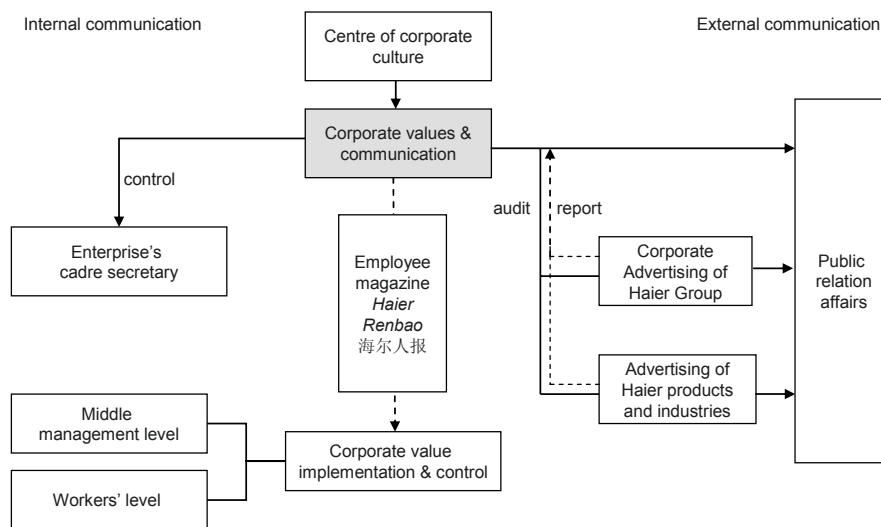 Internal communication
External communication
Centre of corporate
culture
Corporate values &
communication
control
audit
report
Enterprise's
cadre secretary
Employee
magazine
Haier
Renbao
海尔人报
Corporate
Advertising of
Haier Group
Public
relation
affairs
Advertising of
Haier products
and industries
Middle
management level
Corporate value
implementation & control
Workers' level